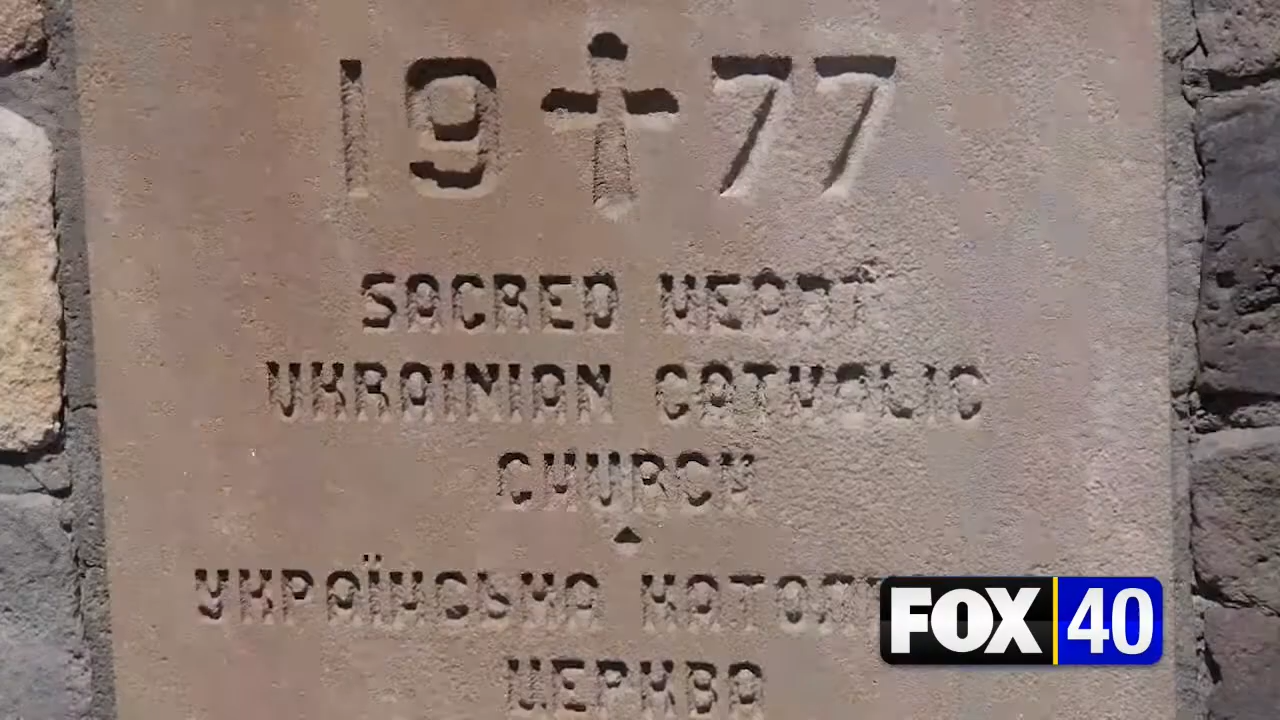 19 77
SACRED HEART
UKRAINIAN CATHOLIC
CHURCH
УКРАЇНСЬКА
ЦЕРКВА
FOX 40